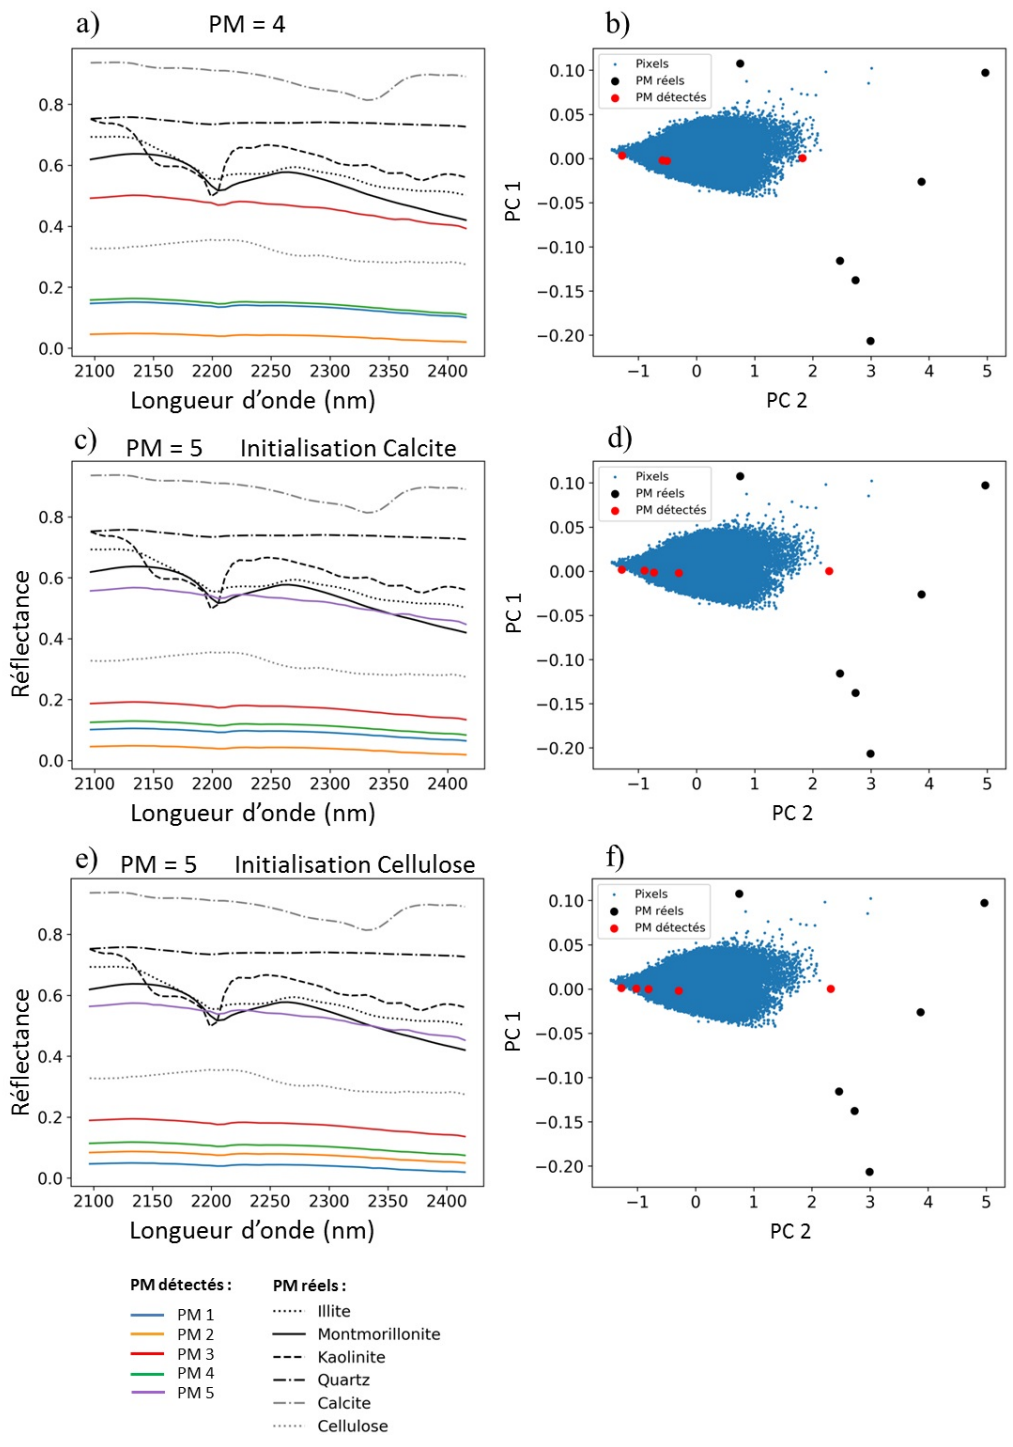 a) PM = 4
0.8
0.6
0.4
0.2
0.0
2100 2150 2200 2250 2300 2350 2400
Longueur d’onde (nm)
b)
Pixels
PM réels
PM détectés
0.10
0.05
0.00
−0.05
−0.10
−0.15
−0.20
PC 1
−1 0 1 2 3 4 5
PC 2
c) PM = 5 Initialisation Calcite
0.8
0.6
0.4
0.2
0.0
Réflectance
2100 2150 2200 2250 2300 2350 2400
Longueur d’onde (nm)
d)
Pixels
PM réels
PM détectés
0.10
0.05
0.00
−0.05
−0.10
−0.15
−0.20
PC 1
−1 0 1 2 3 4 5
PC 2
e) PM = 5 Initialisation Cellulose
0.8
0.6
0.4
0.2
0.0
Réflectance
2100 2150 2200 2250 2300 2350 2400
Longueur d’onde (nm)
f)
Pixels
PM réels
PM détectés
0.10
0.05
0.00
−0.05
−0.10
−0.15
−0.20
PC 1
−1 0 1 2 3 4 5
PC 2
PM détectés :
PM 1
PM 2
PM 3
PM 4
PM 5
PM réels :
Illite
Montmorillonite
Kaolinite
Quartz
Calcite
Cellulose